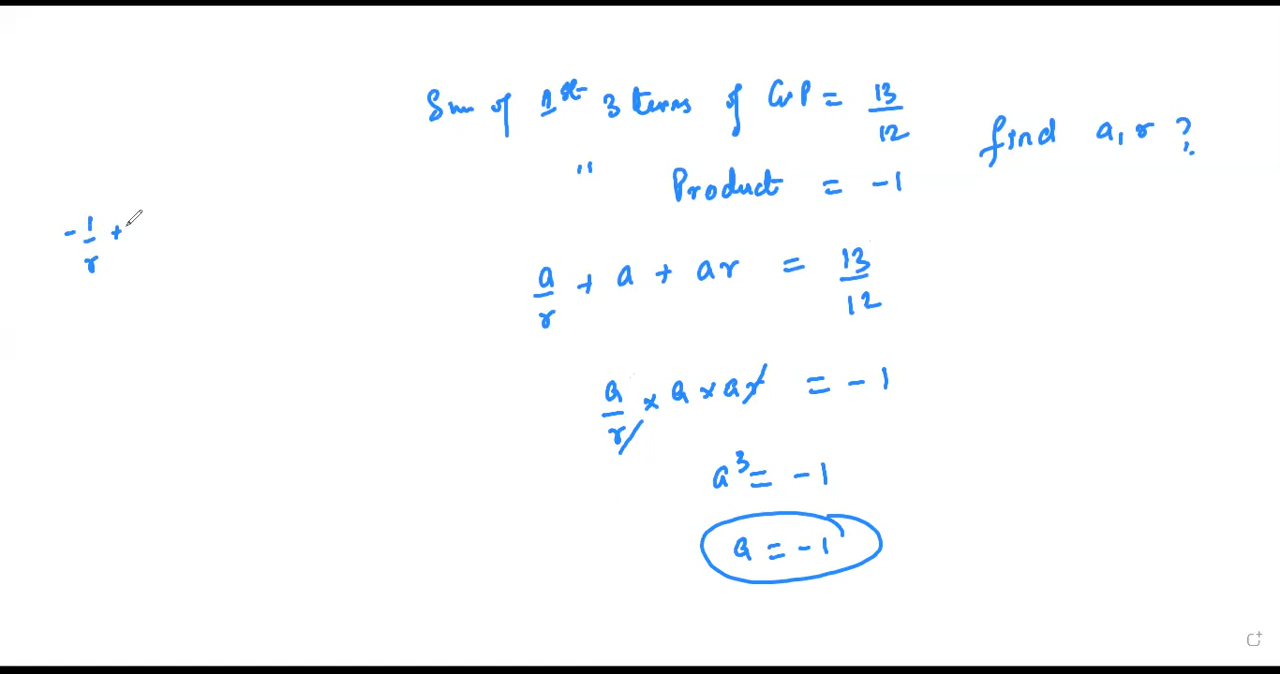 Sum of 1st 3 terms of GP = 13/12
find a, r ?
" Product = -1
-1/r +
a/r + a + ar = 13/12
a/r × a × ar = -1
a³ = -1
a = -1